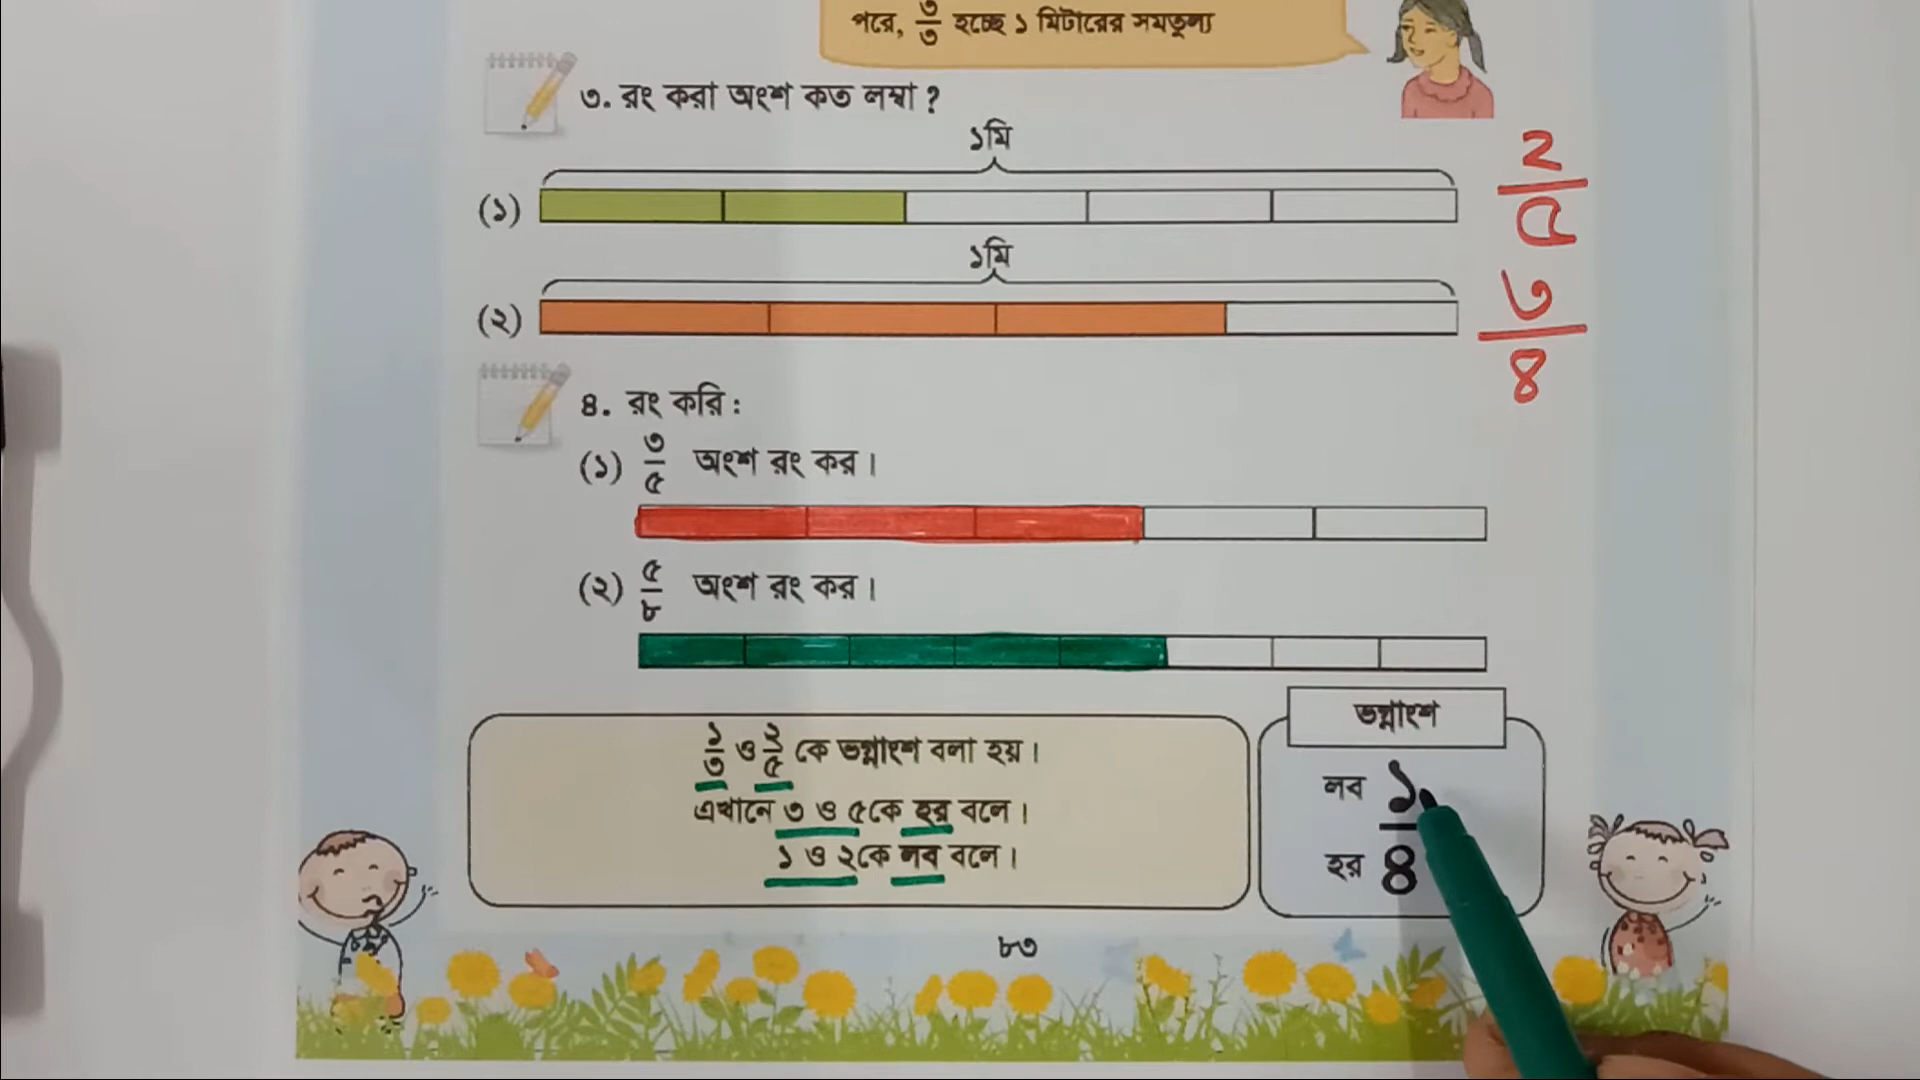 পরে, ৩/৩ হচ্ছে ১ মিটারের সমতুল্য
৩. রং করা অংশ কত লম্বা ?
১মি
(১)
২/৫
১মি
(২)
৩/৪
৪. রং করি :
(১) ৩/৫ অংশ রং কর।
(২) ৫/৮ অংশ রং কর।
ভগ্নাংশ
১/৩ ও ২/৫ কে ভগ্নাংশ বলা হয়।
এখানে ৩ ও ৫কে হর বলে।
১ ও ২কে লব বলে।
লব ১
হর ৪
৮৩